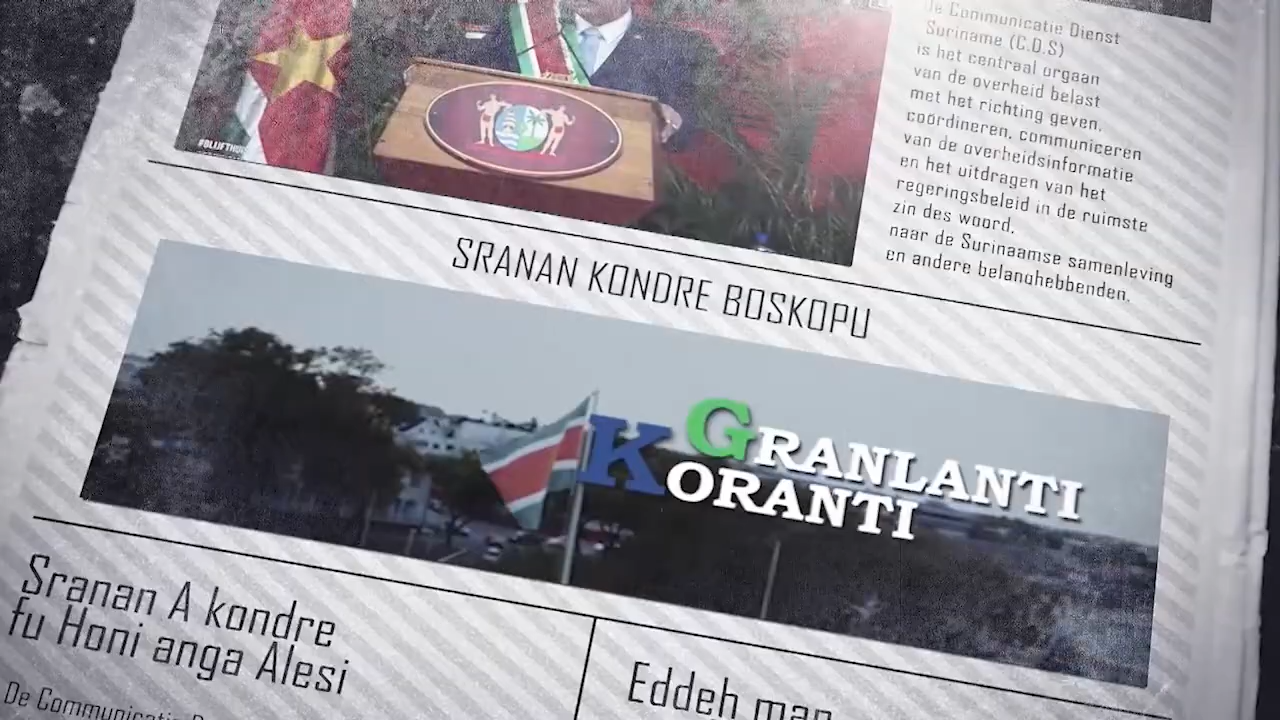 De Communicatie Dienst
Suriname (C.D.S)
is het centraal orgaan
van de overheid belast
met het richting geven,
coördineren, communiceren
van de overheidsinformatie
en het uitdragen van het
regeringsbeleid in de ruimste
zin des woord.
naar de Surinaamse samenleving
en andere belanghebbenden.
SRANAN KONDRE BOSKOPU
GRANLANTI
KORANTI
Sranan A kondre
fu Honi anga Alesi
De Communicatie
Eddeh man